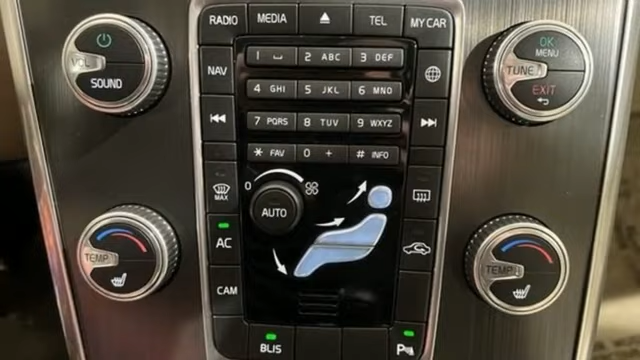 RADIO MEDIA TEL MY CAR
VOL SOUND
OK
MENU
TUNE
EXIT
NAV
1 2 ABC 3 DEF
4 GHI 5 JKL 6 MNO
7 PQRS 8 TUV 9 WXYZ
* FAV 0 + # INFO
MAX
0 AUTO
AC
TEMP
TEMP
CAM
BLIS
P